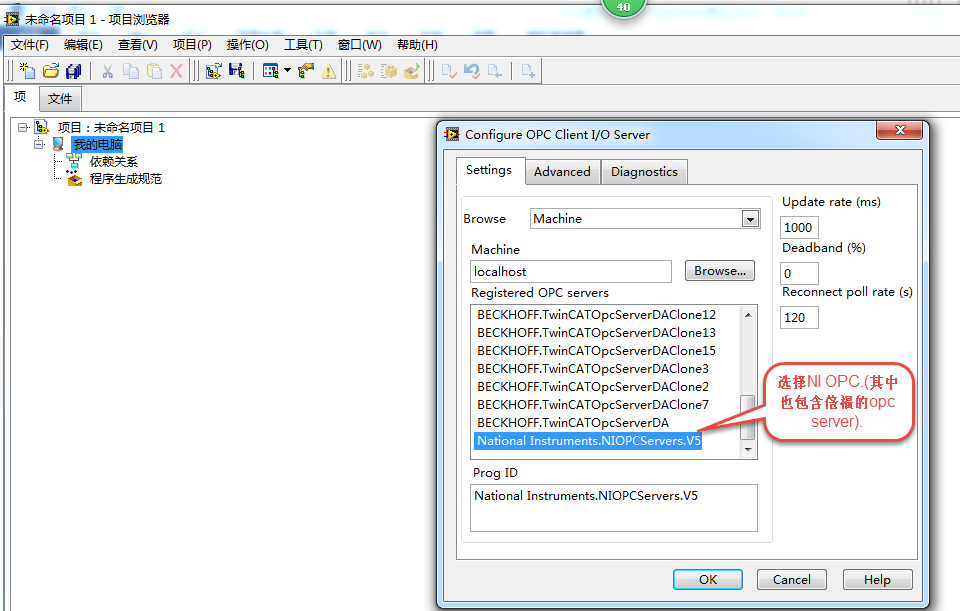 40
未命名项目 1 - 项目浏览器
文件(F) 编辑(E) 查看(V) 项目(P) 操作(O) 工具(T) 窗口(W) 帮助(H)
项 文件
项目：未命名项目 1
我的电脑
依赖关系
程序生成规范
Configure OPC Client I/O Server
Settings Advanced Diagnostics
Browse Machine
Machine
localhost Browse...
Registered OPC servers
BECKHOFF.TwinCATOpcServerDAClone12
BECKHOFF.TwinCATOpcServerDAClone13
BECKHOFF.TwinCATOpcServerDAClone15
BECKHOFF.TwinCATOpcServerDAClone3
BECKHOFF.TwinCATOpcServerDAClone2
BECKHOFF.TwinCATOpcServerDAClone7
BECKHOFF.TwinCATOpcServerDA
National Instruments.NIOPCServers.V5
Prog ID
National Instruments.NIOPCServers.V5
Update rate (ms)
1000
Deadband (%)
0
Reconnect poll rate (s)
120
选择NI OPC.(其中
也包含倍福的opc
server).
OK Cancel Help